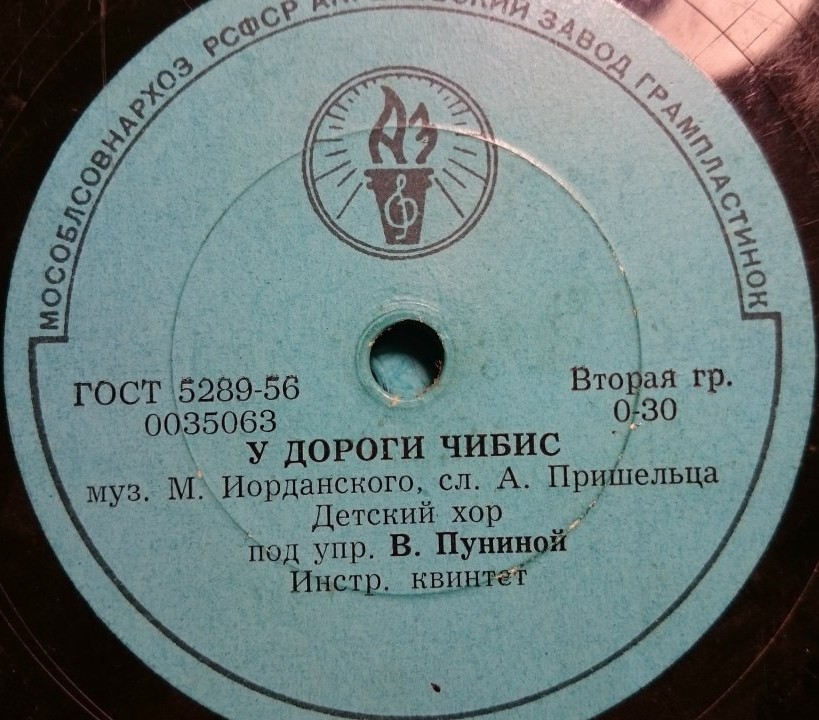 МОСОБЛСОВНАРХОЗ РСФСР ЗАВОД ГРАМПЛАСТИНОК
АЗ
ГОСТ 5289-56
0035063
Вторая гр.
0-30
У ДОРОГИ ЧИБИС
муз. М. Иорданского, сл. А. Пришельца
Детский хор
под упр. В. Пуниной
Инстр. квинтет